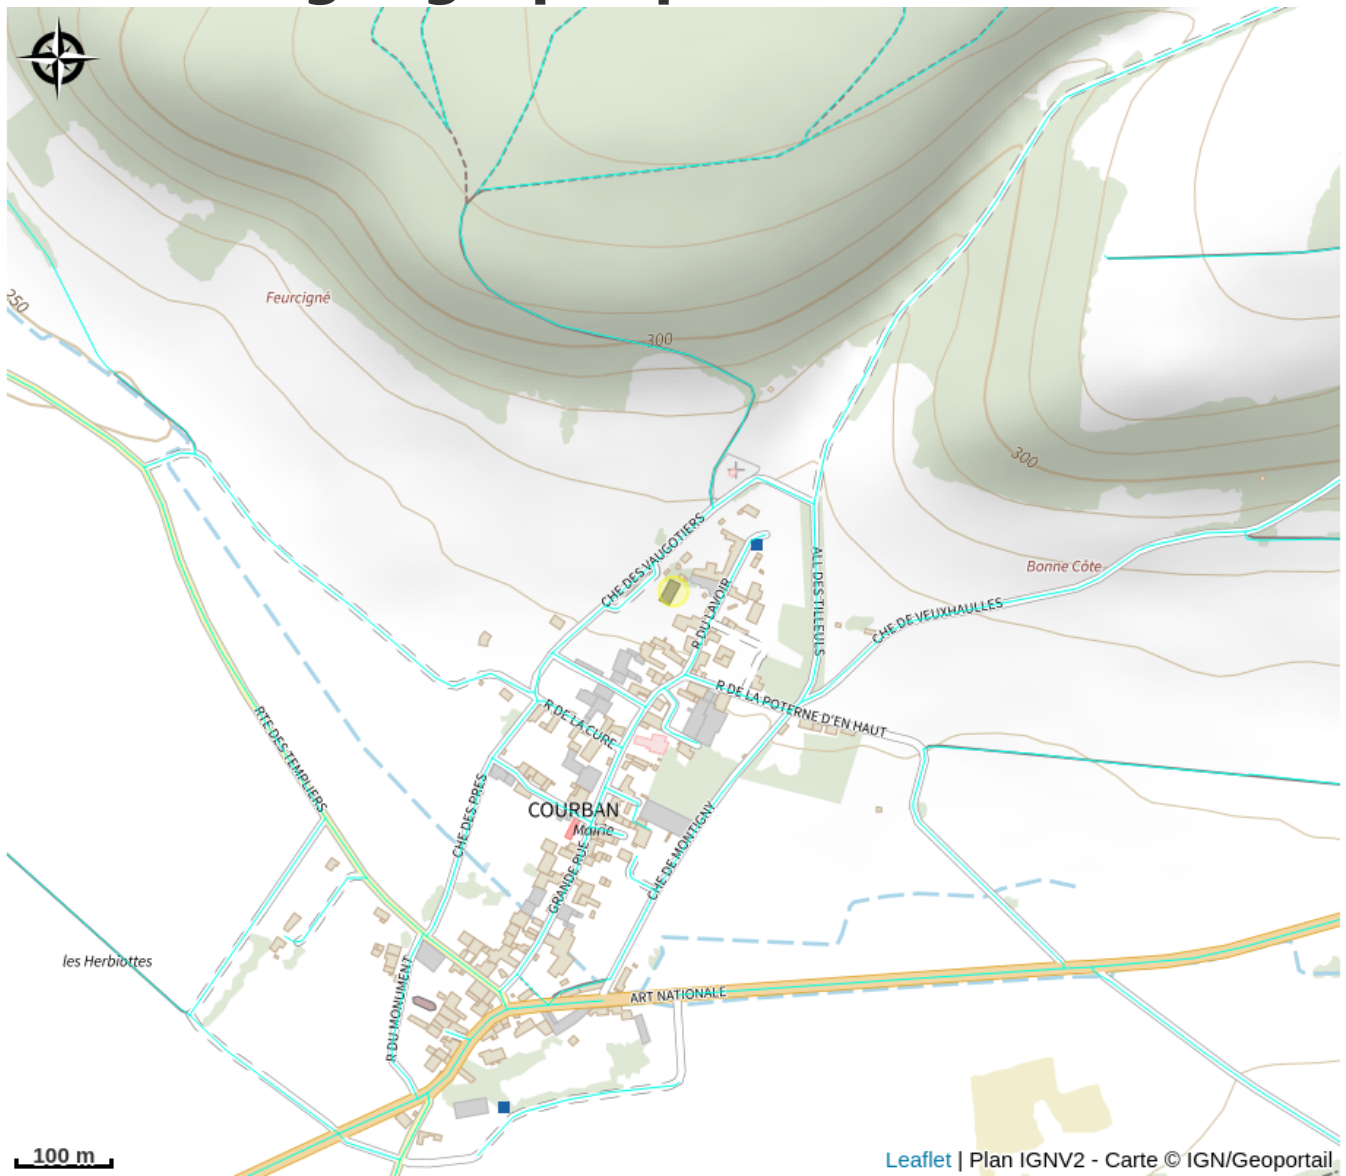 Feurcigné
250
300
300
CHE DES VAUGOTIERS
Bonne Côte
ALL DES TILLEULS
CHE DE VEUXHAULLES
R DU LAVOIR
R DE LA POTERNE D'EN HAUT
R DE LA CURE
RTE DES TEMPLIERS
CHE DES PRES
COURBAN
Mairie
CHE DE MONTIGNY
GRANDE RUE
les Herbiottes
R DU MONUMENT
ART NATIONALE
100 m
Leaflet | Plan IGNV2 - Carte © IGN/Geoportail